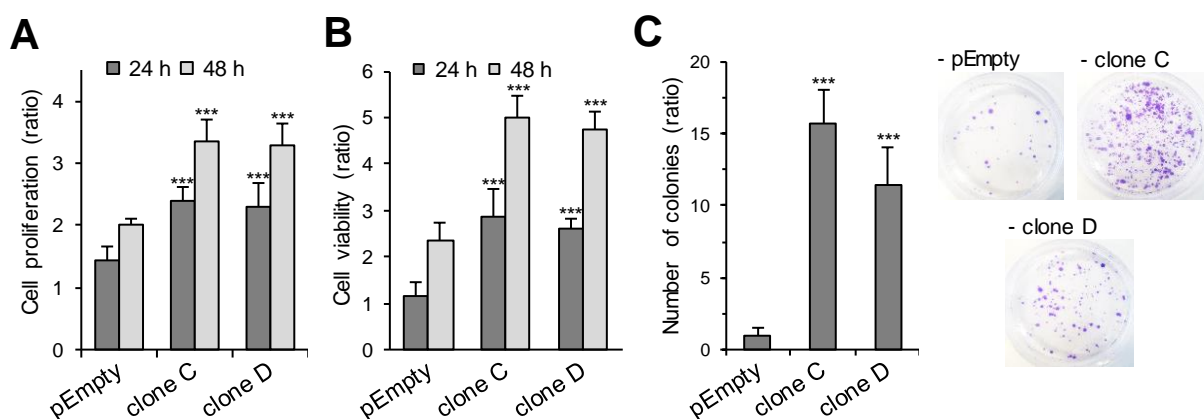 A
24 h 48 h
Cell proliferation (ratio)
4
3
2
1
0
***
***
***
***
pEmpty
clone C
clone D
B
24 h 48 h
Cell viability (ratio)
6
5
4
3
2
1
0
***
***
***
***
pEmpty
clone C
clone D
C
Number of colonies (ratio)
20
15
10
5
0
***
***
pEmpty
clone C
clone D
- pEmpty
- clone C
- clone D